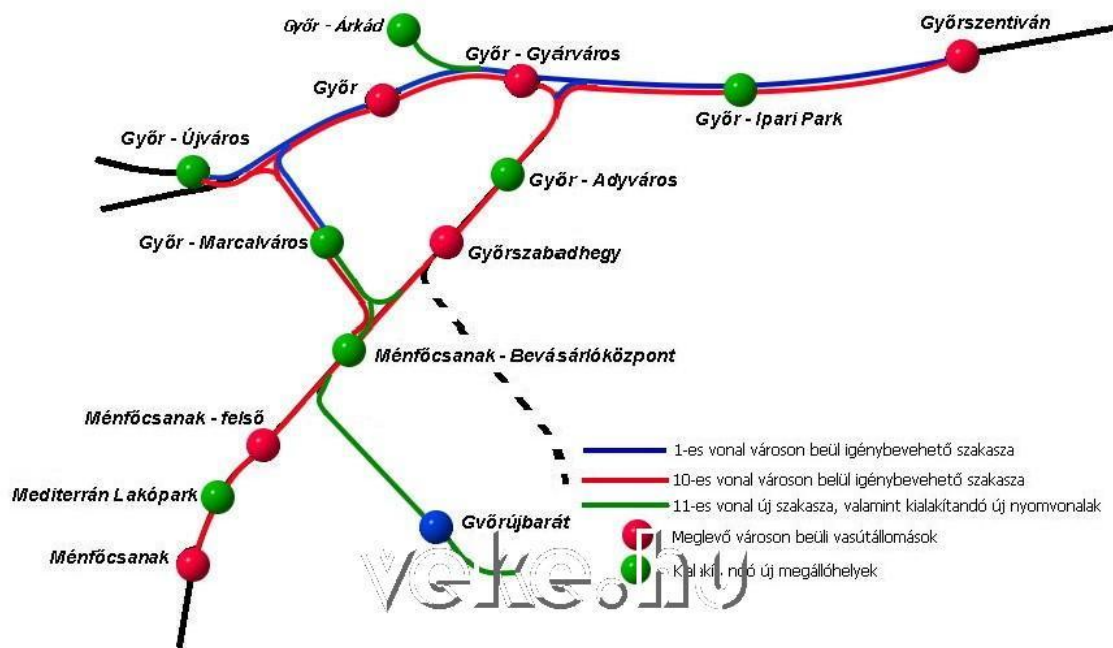 Győr - Árkád
Győrszentiván
Győr - Gyárváros
Győr
Győr - Ipari Park
Győr - Újváros
Győr - Adyváros
Győr - Marcalváros
Győrszabadhegy
Ménfőcsanak - Bevásárlóközpont
Ménfőcsanak - felső
Mediterrán Lakópark
Ménfőcsanak
Győrújbarát
1-es vonal városon beül igénybevehető szakasza
10-es vonal városon belül igénybevehető szakasza
11-es vonal új szakasza, valamint kialakítandó új nyomvonalak
Meglevő városon beüli vasútállomások
új megállóhelyek
veke.hu